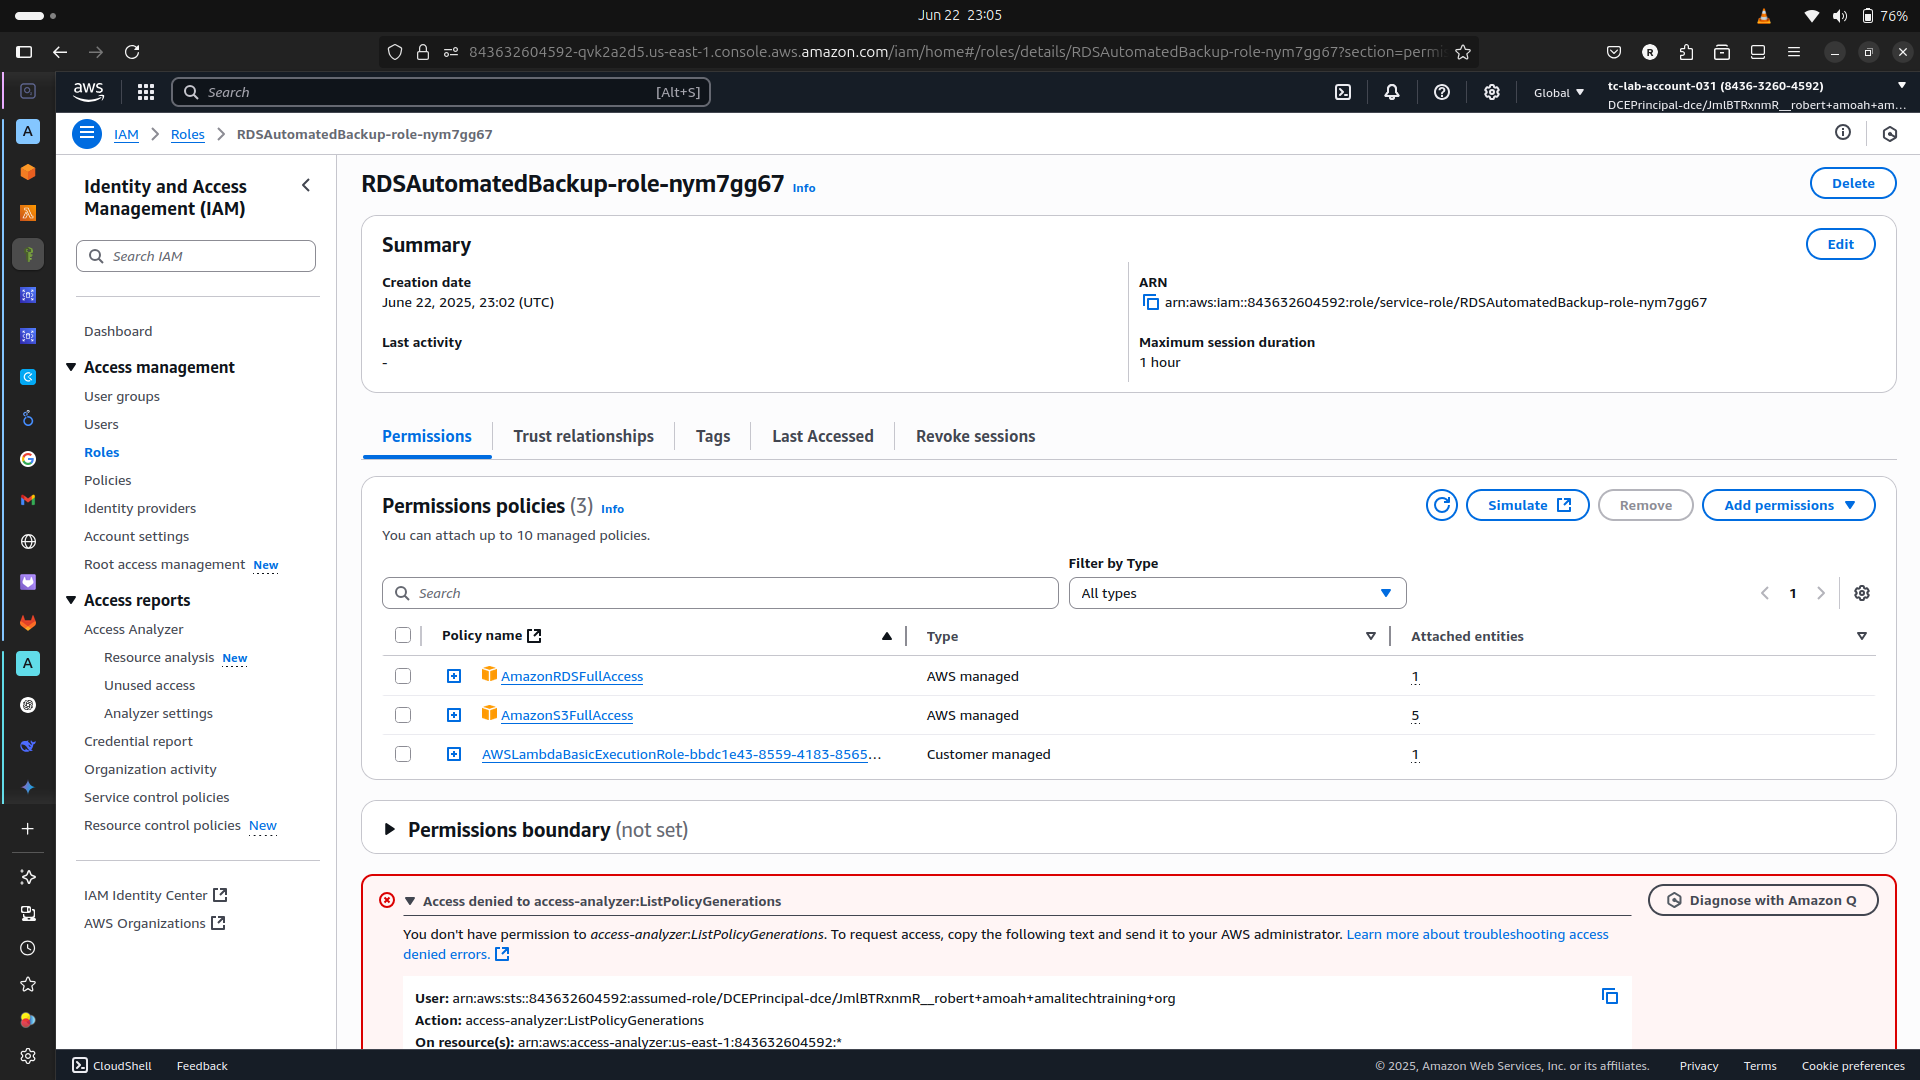 Jun 22 23:05
76%
843632604592-qvk2a2d5.us-east-1.console.aws.amazon.com/iam/home#/roles/details/RDSAutomatedBackup-role-nym7gg67?section=permis
aws
Search
[Alt+S]
Global
tc-lab-account-031 (8436-3260-4592)
DCEPrincipal-dce/JmlBTRxnmR__robert+amoah+am...
IAM
Roles
RDSAutomatedBackup-role-nym7gg67
Identity and Access
Management (IAM)
Search IAM
Dashboard
Access management
User groups
Users
Roles
Policies
Identity providers
Account settings
Root access management New
Access reports
Access Analyzer
Resource analysis New
Unused access
Analyzer settings
Credential report
Organization activity
Service control policies
Resource control policies New
IAM Identity Center
AWS Organizations
RDSAutomatedBackup-role-nym7gg67 Info
Delete
Summary
Edit
Creation date
June 22, 2025, 23:02 (UTC)
ARN
arn:aws:iam::843632604592:role/service-role/RDSAutomatedBackup-role-nym7gg67
Last activity
-
Maximum session duration
1 hour
Permissions
Trust relationships
Tags
Last Accessed
Revoke sessions
Permissions policies (3) Info
Simulate
Remove
Add permissions
You can attach up to 10 managed policies.
Filter by Type
Search
All types
1
Policy name
Type
Attached entities
AmazonRDSFullAccess
AWS managed
1
AmazonS3FullAccess
AWS managed
5
AWSLambdaBasicExecutionRole-bbdc1e43-8559-4183-8565...
Customer managed
1
Permissions boundary (not set)
Access denied to access-analyzer:ListPolicyGenerations
Diagnose with Amazon Q
You don't have permission to access-analyzer:ListPolicyGenerations. To request access, copy the following text and send it to your AWS administrator. Learn more about troubleshooting access
denied errors.
User: arn:aws:sts::843632604592:assumed-role/DCEPrincipal-dce/JmlBTRxnmR__robert+amoah+amalitechtraining+org
Action: access-analyzer:ListPolicyGenerations
On resource(s): arn:aws:access-analyzer:us-east-1:843632604592:*
CloudShell
Feedback
© 2025, Amazon Web Services, Inc. or its affiliates.
Privacy
Terms
Cookie preferences